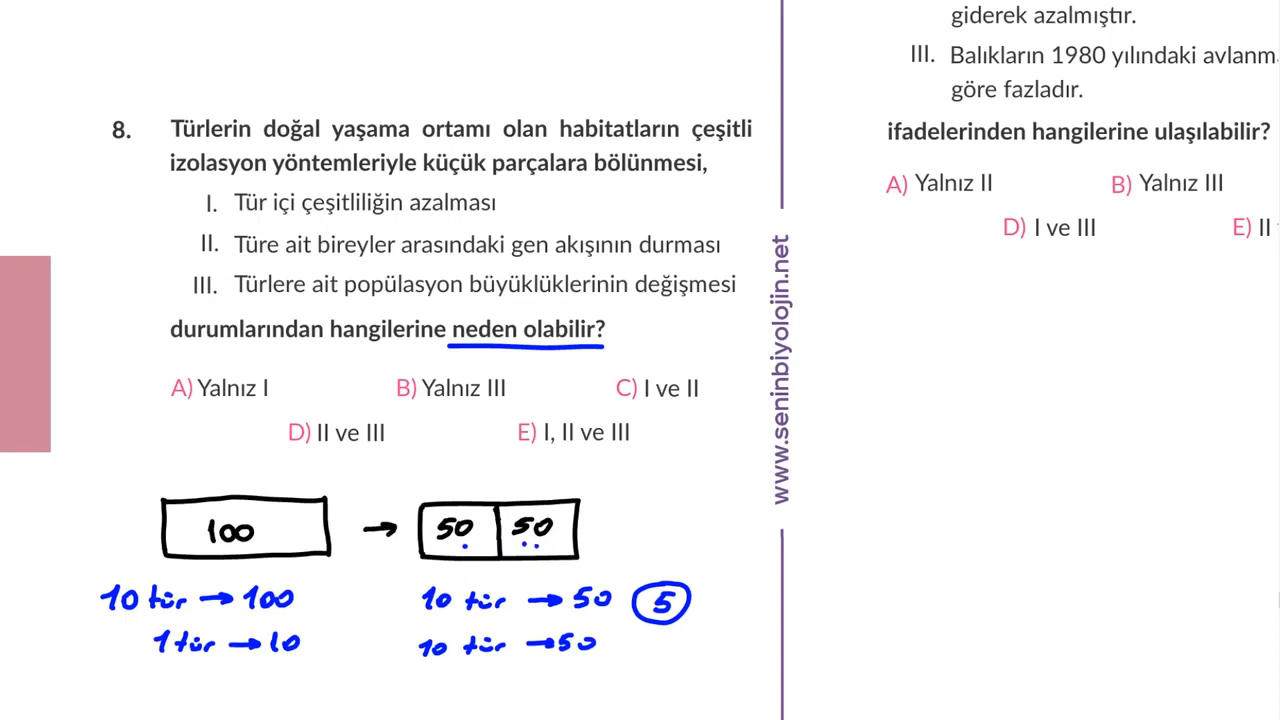 8. Türlerin doğal yaşama ortamı olan habitatların çeşitli
izolasyon yöntemleriyle küçük parçalara bölünmesi,
I. Tür içi çeşitliliğin azalması
II. Türe ait bireyler arasındaki gen akışının durması
III. Türlere ait popülasyon büyüklüklerinin değişmesi
durumlarından hangilerine neden olabilir?
A) Yalnız I B) Yalnız III C) I ve II
D) II ve III E) I, II ve III
100 → 50 50
10 tür → 100 10 tür → 50 5
1 tür → 10 10 tür → 50
www.seninbiyolojin.net
giderek azalmıştır.
III. Balıkların 1980 yılındaki avlanm
göre fazladır.
ifadelerinden hangilerine ulaşılabilir?
A) Yalnız II B) Yalnız III
D) I ve III E) II